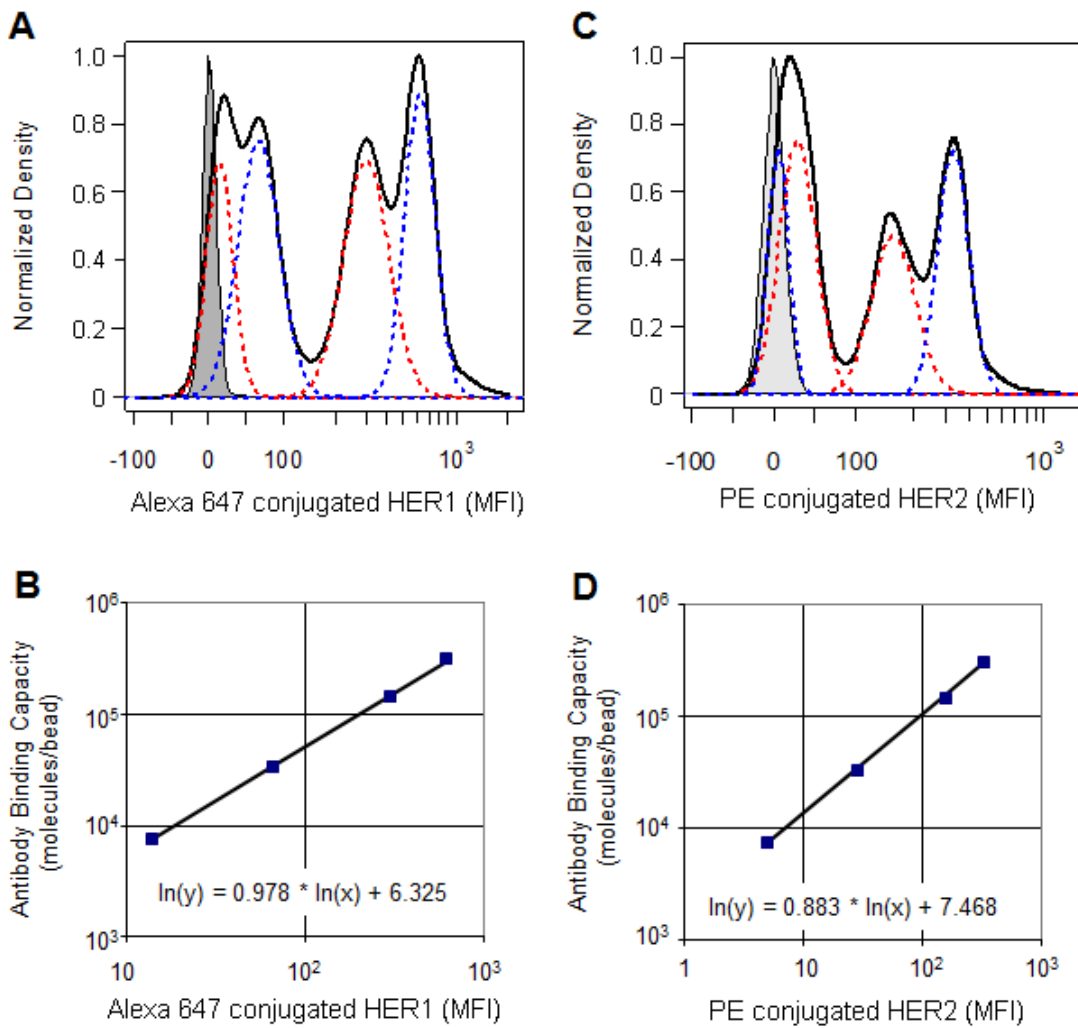 A
1.0
0.8
0.6
0.4
0.2
0
Normalized Density
-100 0 100 10³
Alexa 647 conjugated HER1 (MFI)
C
1.0
0.8
0.6
0.4
0.2
0
Normalized Density
-100 0 100 10³
PE conjugated HER2 (MFI)
B
10⁶
10⁵
10⁴
10³
Antibody Binding Capacity
(molecules/bead)
ln(y) = 0.978 * ln(x) + 6.325
10 10² 10³
Alexa 647 conjugated HER1 (MFI)
D
10⁶
10⁵
10⁴
10³
Antibody Binding Capacity
(molecules/bead)
ln(y) = 0.883 * ln(x) + 7.468
1 10 10² 10³
PE conjugated HER2 (MFI)